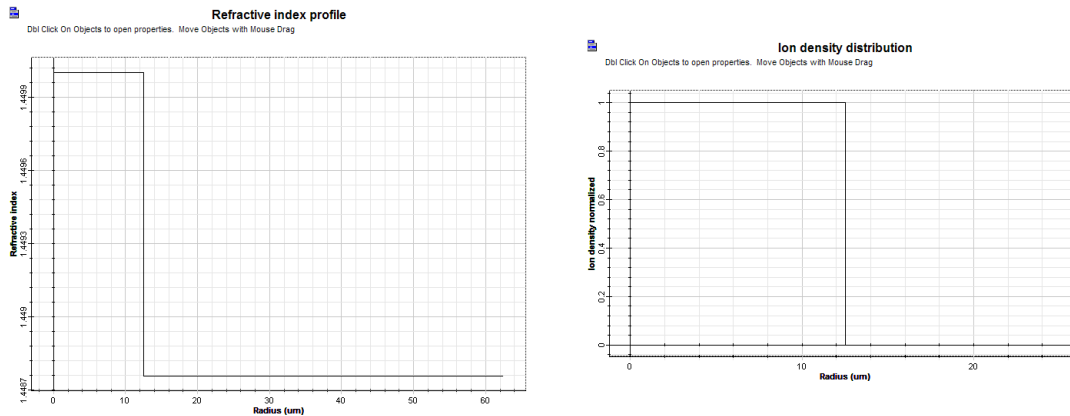 Refractive index profile
Dbl Click On Objects to open properties. Move Objects with Mouse Drag
1.4499
1.4496
1.4493
1.449
1.4487
Refractive index
0
10
20
30
40
50
60
Radius (um)
Ion density distribution
Dbl Click On Objects to open properties. Move Objects with Mouse Drag
1
0.8
0.6
0.4
0.2
0
Ion density normalized
0
10
20
Radius (um)